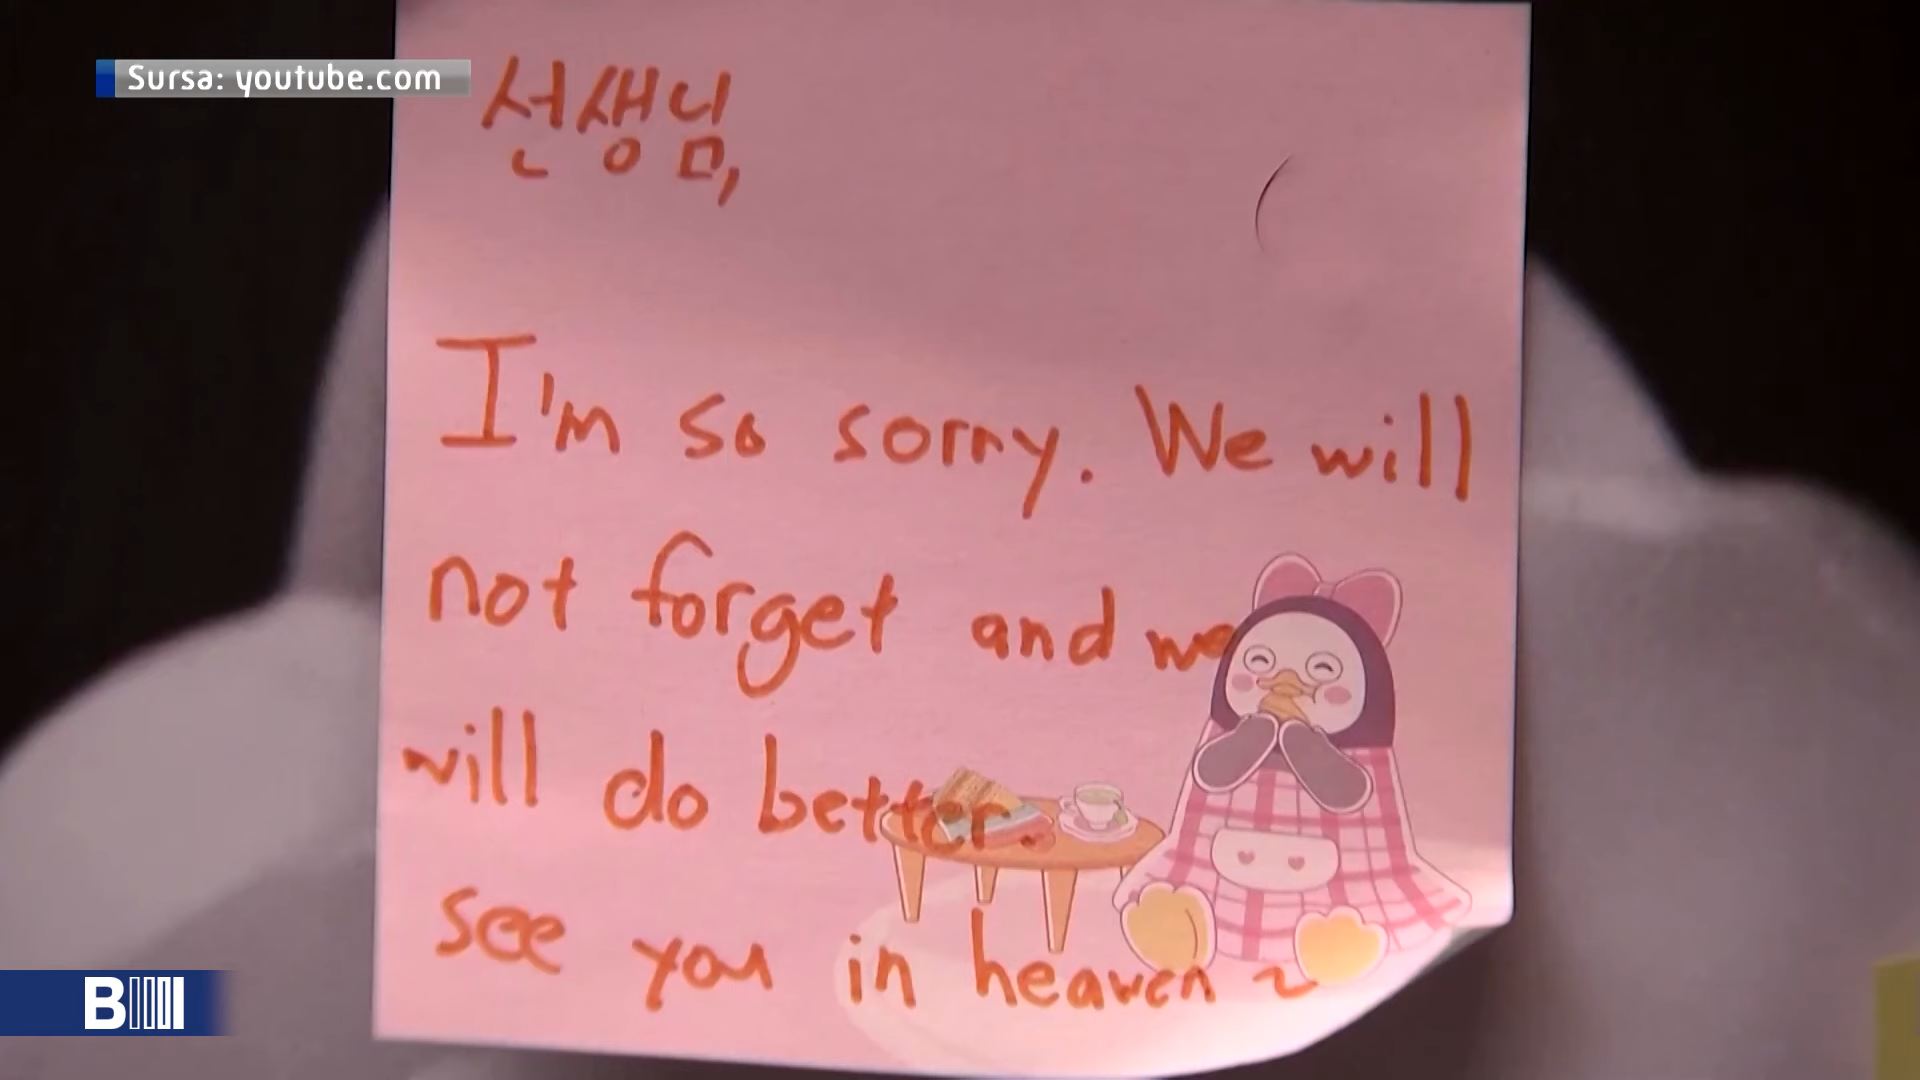 Sursa: youtube.com
선생님,
I'm so sorry. We will
not forget and we
will do better.
see you in heaven ~
B